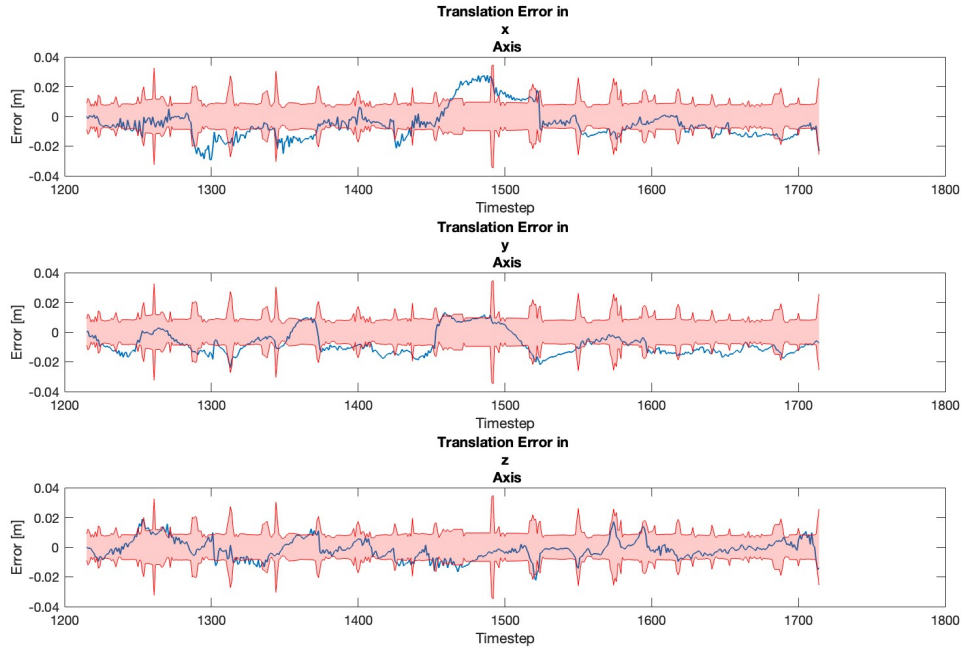 Translation Error in
x
Axis
0.04
0.02
0
-0.02
-0.04
Error [m]
1200
1300
1400
1500
1600
1700
1800
Timestep
Translation Error in
y
Axis
0.04
0.02
0
-0.02
-0.04
Error [m]
1200
1300
1400
1500
1600
1700
1800
Timestep
Translation Error in
z
Axis
0.04
0.02
0
-0.02
-0.04
Error [m]
1200
1300
1400
1500
1600
1700
1800
Timestep